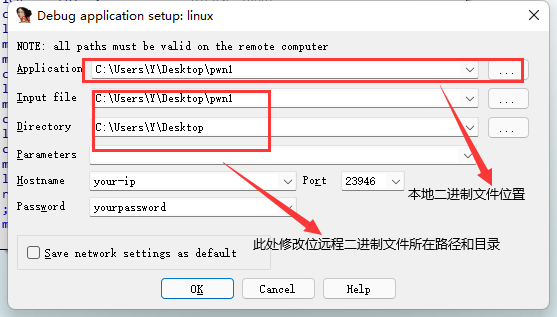 Debug application setup: linux
NOTE: all paths must be valid on the remote computer
Application C:\Users\Y\Desktop\pwn1 ...
Input file C:\Users\Y\Desktop\pwn1 ...
Directory C:\Users\Y\Desktop ...
Parameters
Hostname your-ip Port 23946
本地二进制文件位置
Password yourpassword
此处修改位远程二进制文件所在路径和目录
Save network settings as default
OK Cancel Help